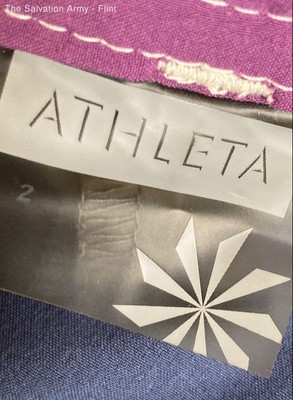 The Salvation Army - Flint
ATHLETA
2